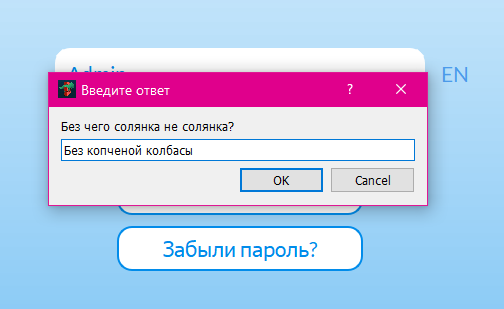 Admin
EN
Введите ответ
?
Без чего солянка не солянка?
Без копченой колбасы
OK
Cancel
Забыли пароль?